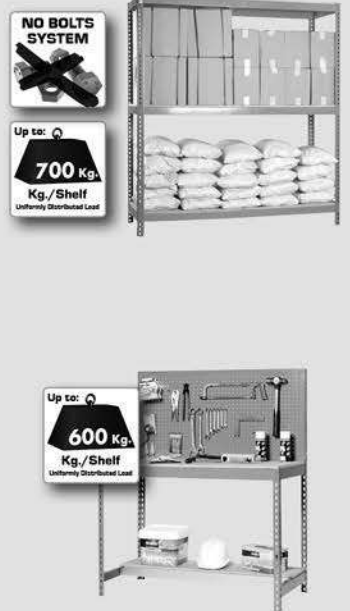 NO BOLTS
SYSTEM
Up to:
700 Kg.
Kg./Shelf
Uniformly Distributed Load
Up to:
600 Kg.
Kg./Shelf
Uniformly Distributed Load